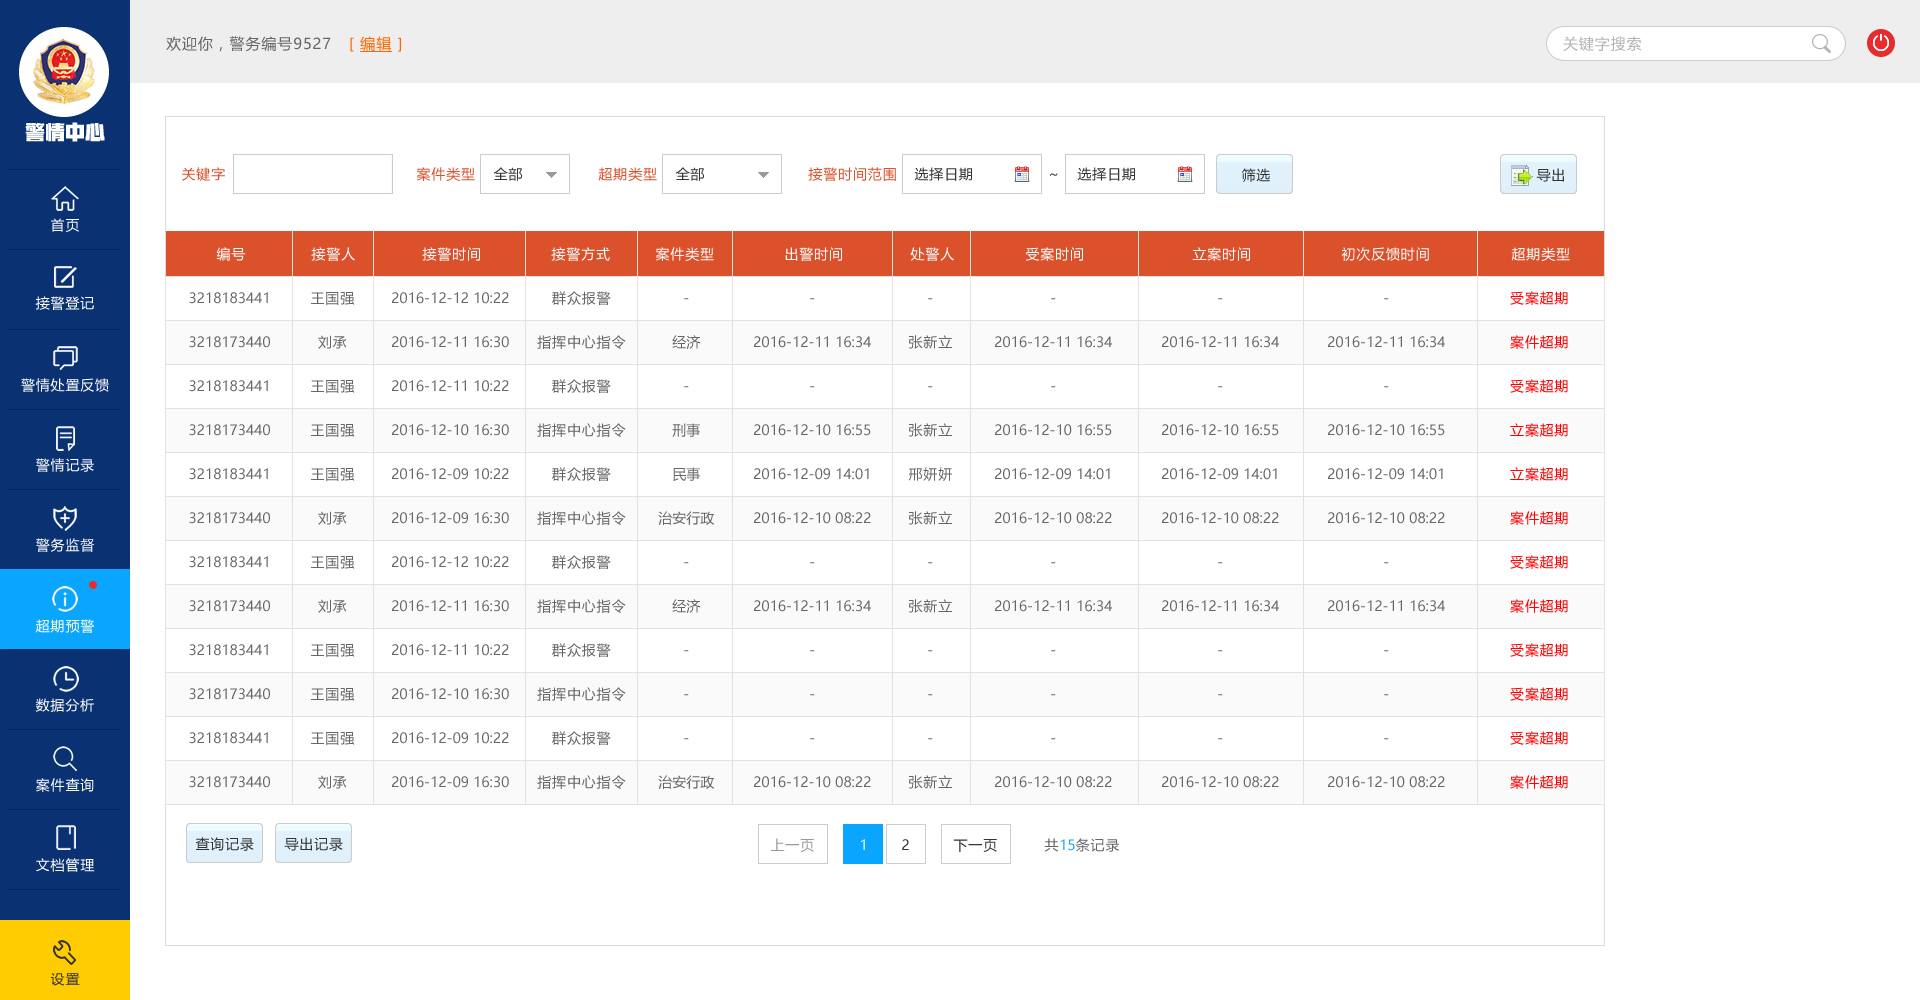 欢迎你，警务编号9527 [ 编辑 ]
关键字搜索
警情中心
首页
接警登记
警情处置反馈
警情记录
警务监督
超期预警
数据分析
案件查询
文档管理
设置
关键字 案件类型 全部 超期类型 全部 接警时间范围 选择日期 ~ 选择日期 筛选 导出
编号 接警人 接警时间 接警方式 案件类型 出警时间 处警人 受案时间 立案时间 初次反馈时间 超期类型
3218183441 王国强 2016-12-12 10:22 群众报警 - - - - - - 受案超期
3218173440 刘承 2016-12-11 16:30 指挥中心指令 经济 2016-12-11 16:34 张新立 2016-12-11 16:34 2016-12-11 16:34 2016-12-11 16:34 案件超期
3218183441 王国强 2016-12-11 10:22 群众报警 - - - - - - 受案超期
3218173440 王国强 2016-12-10 16:30 指挥中心指令 刑事 2016-12-10 16:55 张新立 2016-12-10 16:55 2016-12-10 16:55 2016-12-10 16:55 立案超期
3218183441 王国强 2016-12-09 10:22 群众报警 民事 2016-12-09 14:01 邢妍妍 2016-12-09 14:01 2016-12-09 14:01 2016-12-09 14:01 立案超期
3218173440 刘承 2016-12-09 16:30 指挥中心指令 治安行政 2016-12-10 08:22 张新立 2016-12-10 08:22 2016-12-10 08:22 2016-12-10 08:22 案件超期
3218183441 王国强 2016-12-12 10:22 群众报警 - - - - - - 受案超期
3218173440 刘承 2016-12-11 16:30 指挥中心指令 经济 2016-12-11 16:34 张新立 2016-12-11 16:34 2016-12-11 16:34 2016-12-11 16:34 案件超期
3218183441 王国强 2016-12-11 10:22 群众报警 - - - - - - 受案超期
3218173440 王国强 2016-12-10 16:30 指挥中心指令 - - - - - - 受案超期
3218183441 王国强 2016-12-09 10:22 群众报警 - - - - - - 受案超期
3218173440 刘承 2016-12-09 16:30 指挥中心指令 治安行政 2016-12-10 08:22 张新立 2016-12-10 08:22 2016-12-10 08:22 2016-12-10 08:22 案件超期
查询记录 导出记录 上一页 1 2 下一页 共15条记录